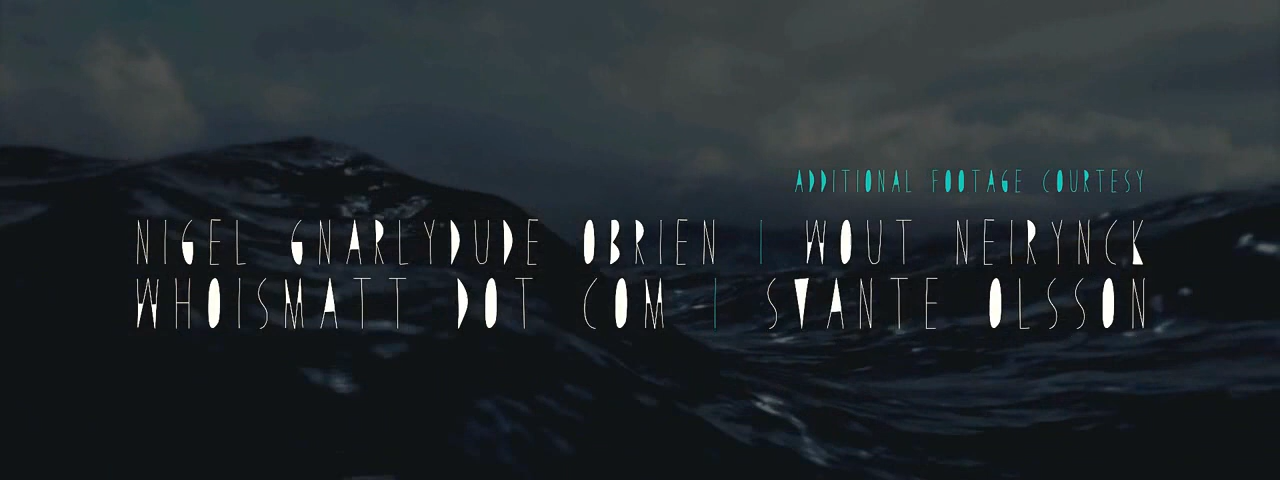 ADDITIONAL FOOTAGE COURTESY
NIGEL GNARLYDUDE OBRIEN | WOUT NEIRYNCK
WHOISMATT DOT COM | SVANTE OLSSON